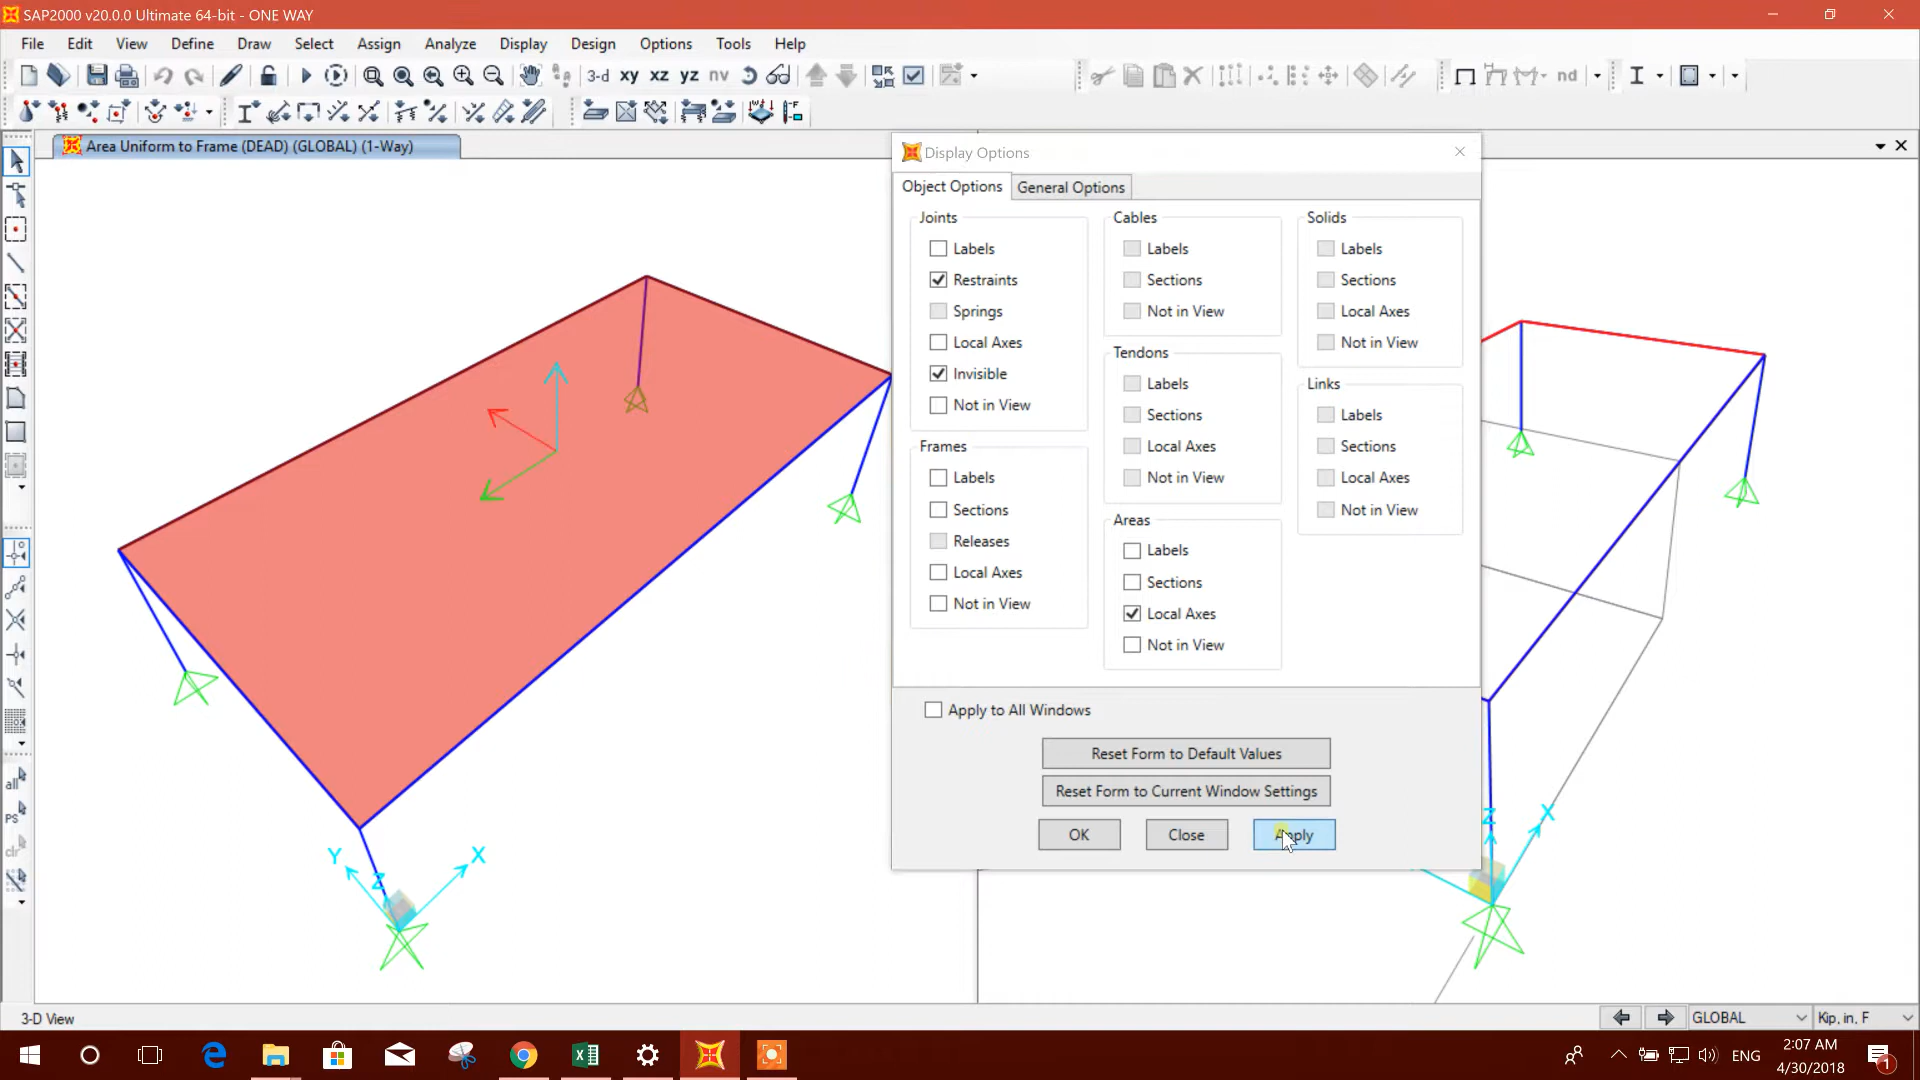 SAP2000 v20.0.0 Ultimate 64-bit - ONE WAY
File Edit View Define Draw Select Assign Analyze Display Design Options Tools Help
3-d xy xz yz nv nd
Area Uniform to Frame (DEAD) (GLOBAL) (1-Way)
Display Options
Object Options General Options
Joints
Labels
Restraints
Springs
Local Axes
Invisible
Not in View
Frames
Labels
Sections
Releases
Local Axes
Not in View
Cables
Labels
Sections
Not in View
Tendons
Labels
Sections
Local Axes
Not in View
Areas
Labels
Sections
Local Axes
Not in View
Solids
Labels
Sections
Local Axes
Not in View
Links
Labels
Sections
Local Axes
Not in View
Apply to All Windows
Reset Form to Default Values
Reset Form to Current Window Settings
OK Close Apply
all
PS
clr
Y Z X
Z X
3-D View
GLOBAL Kip, in, F
ENG
2:07 AM
4/30/2018
1